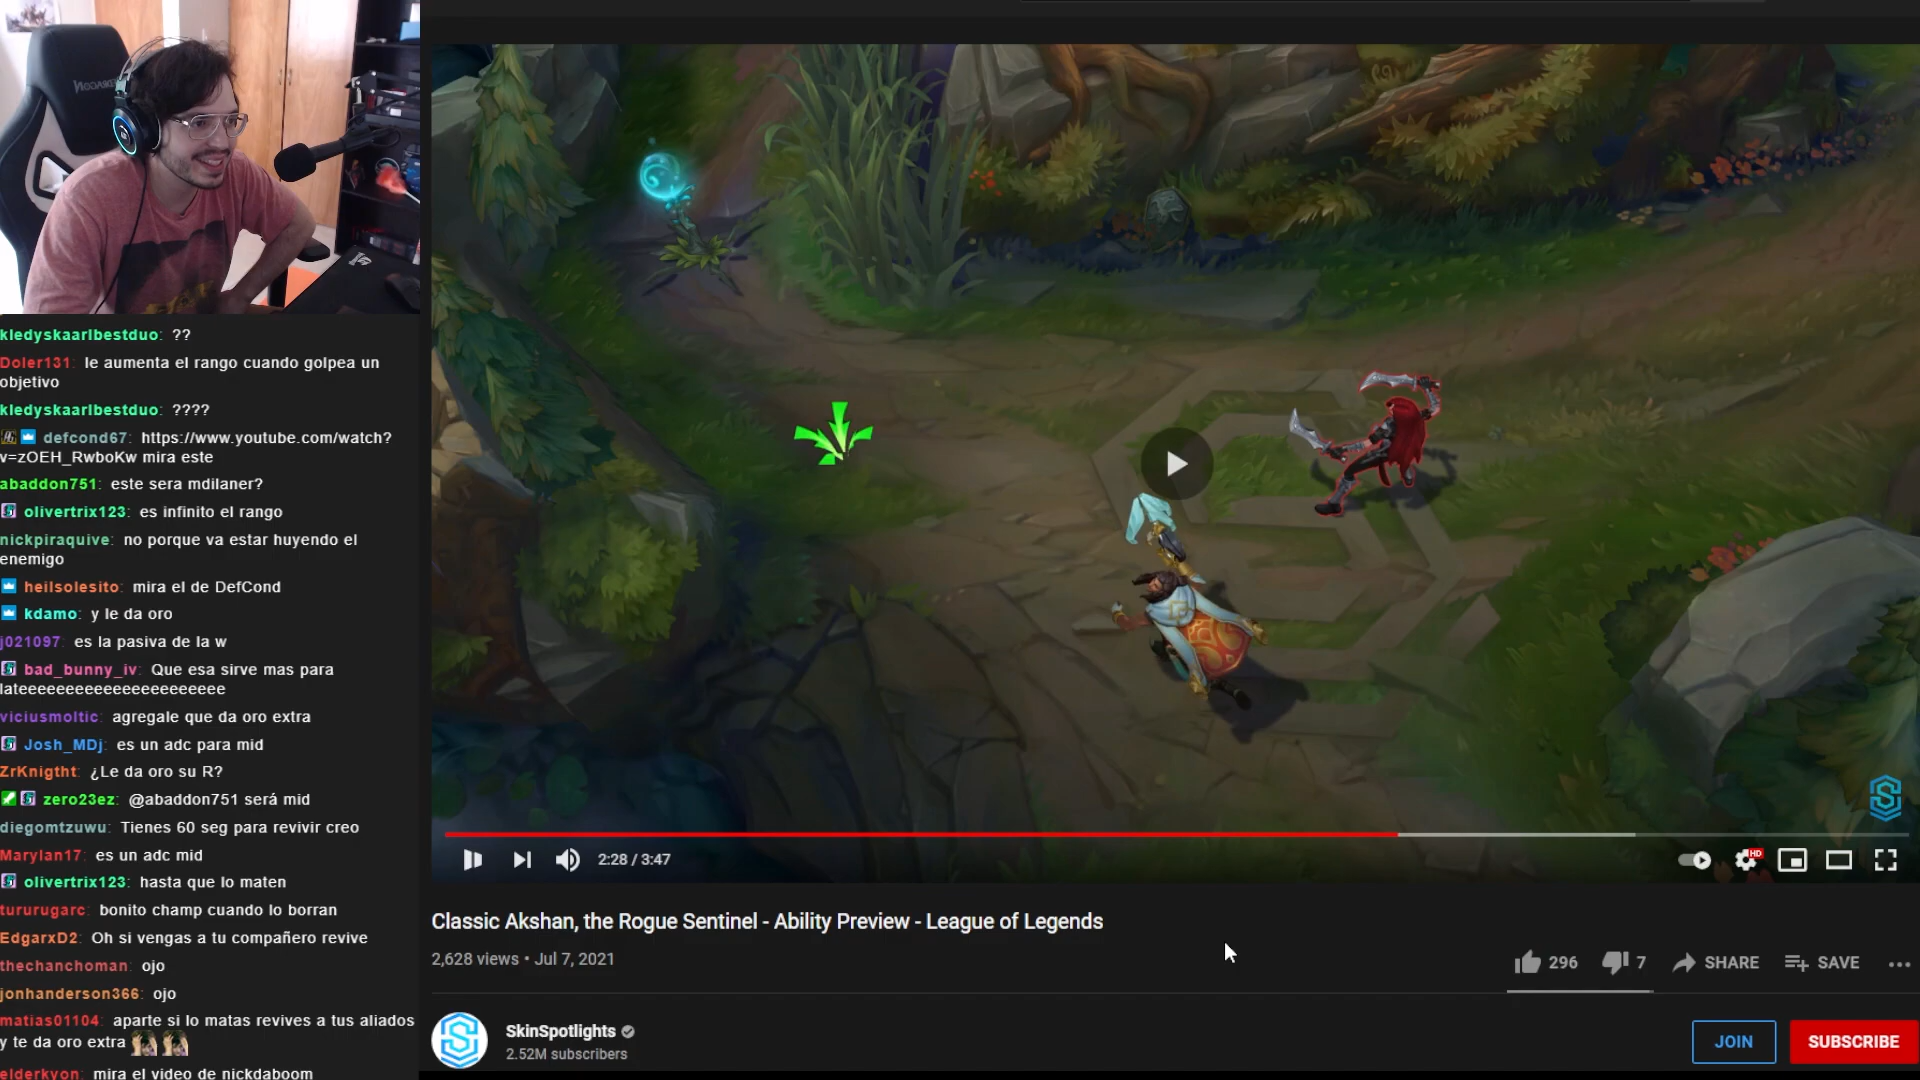 kledyskaarlbestduo: ??
Doler131: le aumenta el rango cuando golpea un
objetivo
kledyskaarlbestduo: ????
defcond67: https://www.youtube.com/watch?
v=zOEH_RwboKw mira este
abaddon751: este sera mdilaner?
olivertrix123: es infinito el rango
nickpiraquive: no porque va estar huyendo el
enemigo
heilsolesito: mira el de DefCond
kdamo: y le da oro
j021097: es la pasiva de la w
bad_bunny_iv: Que esa sirve mas para
lateeeeeeeeeeeeeeeeeeeeee
viciusmoltic: agregale que da oro extra
Josh_MDj: es un adc para mid
ZrKnigtht: ¿Le da oro su R?
zero23ez: @abaddon751 será mid
diegomtzuwu: Tienes 60 seg para revivir creo
Marylan17: es un adc mid
olivertrix123: hasta que lo maten
tururugarc: bonito champ cuando lo borran
EdgarxD2: Oh si vengas a tu compañero revive
thechanchoman: ojo
jonhanderson366: ojo
matias01104: aparte si lo matas revives a tus aliados
y te da oro extra
elderkyon: mira el video de nickdaboom
2:28 / 3:47
HD
Classic Akshan, the Rogue Sentinel - Ability Preview - League of Legends
2,628 views • Jul 7, 2021
296
7
SHARE
SAVE
SkinSpotlights
2.52M subscribers
JOIN
SUBSCRIBE